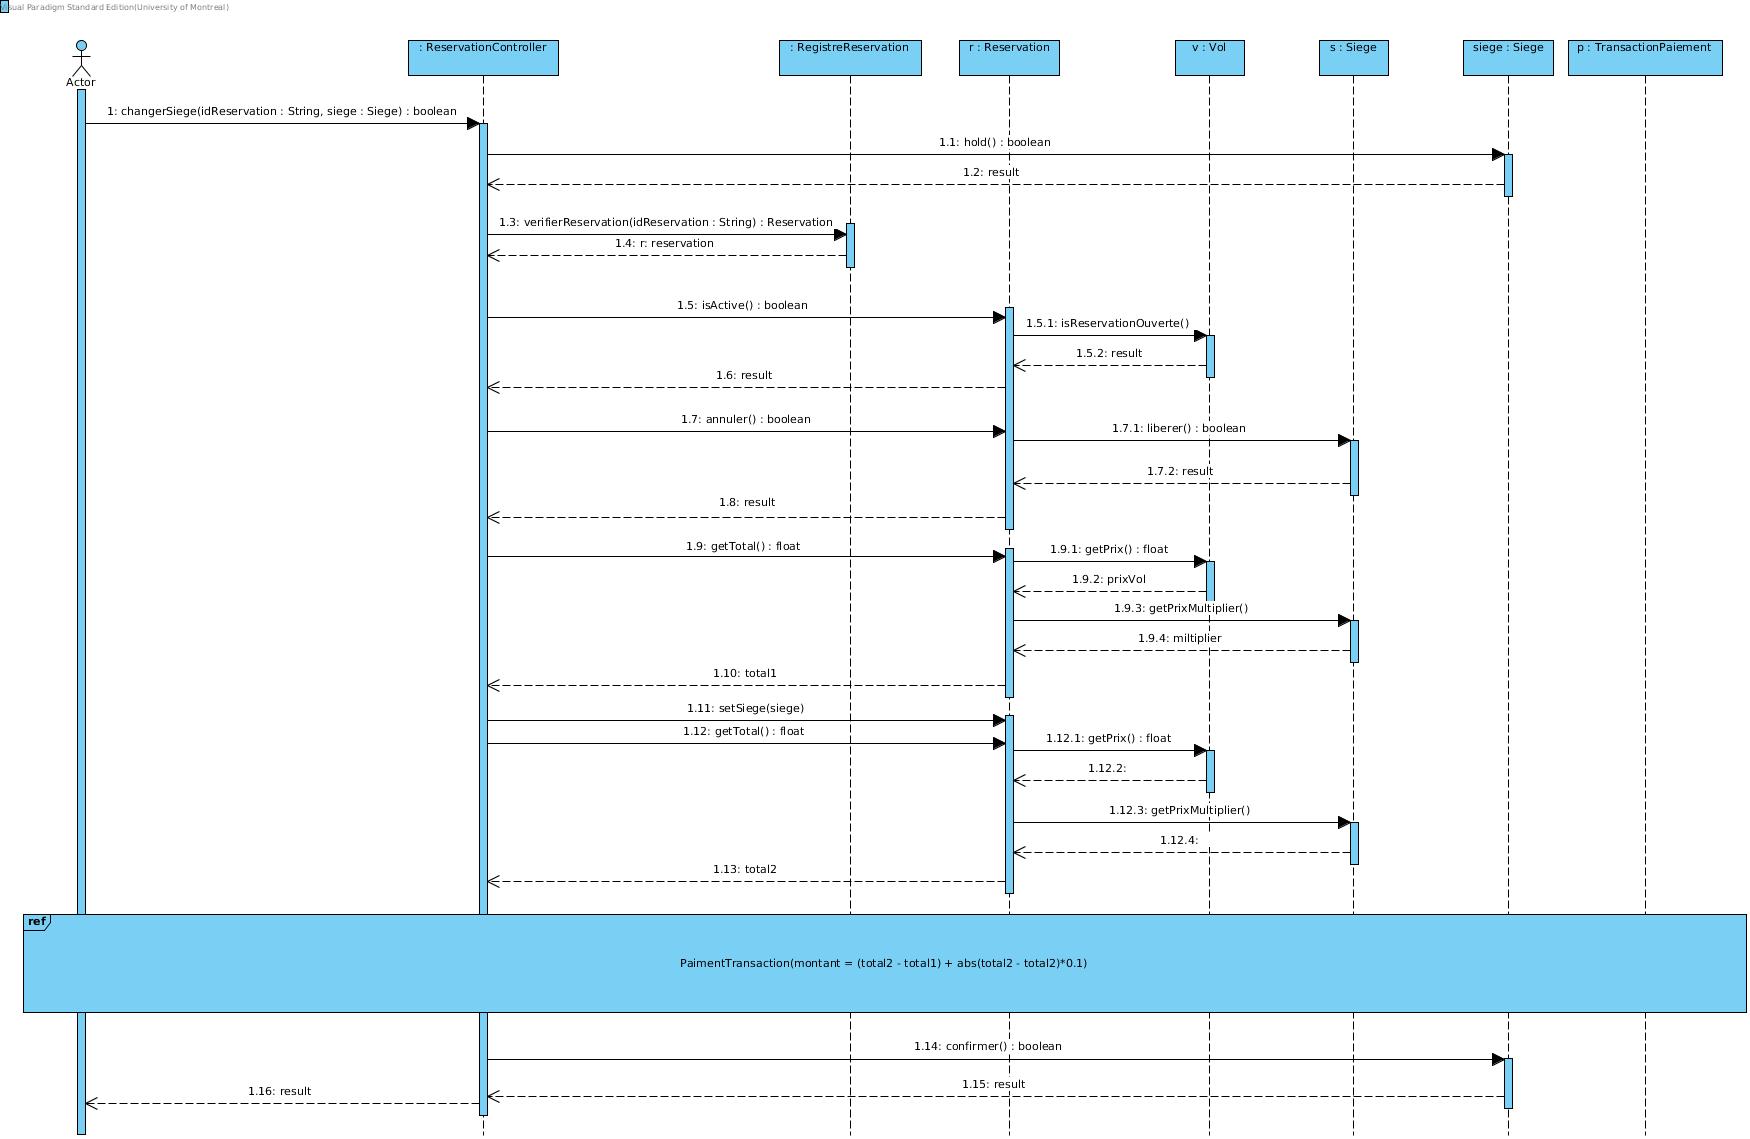 Visual Paradigm Standard Edition(University of Montreal)
: ReservationController
: RegistreReservation
r : Reservation
v : Vol
s : Siege
siege : Siege
p : TransactionPaiement
Actor
1: changerSiege(idReservation : String, siege : Siege) : boolean
1.1: hold() : boolean
1.2: result
1.3: verifierReservation(idReservation : String) : Reservation
1.4: r: reservation
1.5: isActive() : boolean
1.5.1: isReservationOuverte()
1.5.2: result
1.6: result
1.7: annuler() : boolean
1.7.1: liberer() : boolean
1.7.2: result
1.8: result
1.9: getTotal() : float
1.9.1: getPrix() : float
1.9.2: prixVol
1.9.3: getPrixMultiplier()
1.9.4: miltiplier
1.10: total1
1.11: setSiege(siege)
1.12: getTotal() : float
1.12.1: getPrix() : float
1.12.2:
1.12.3: getPrixMultiplier()
1.12.4:
1.13: total2
ref
PaimentTransaction(montant = (total2 - total1) + abs(total2 - total2)*0.1)
1.14: confirmer() : boolean
1.15: result
1.16: result